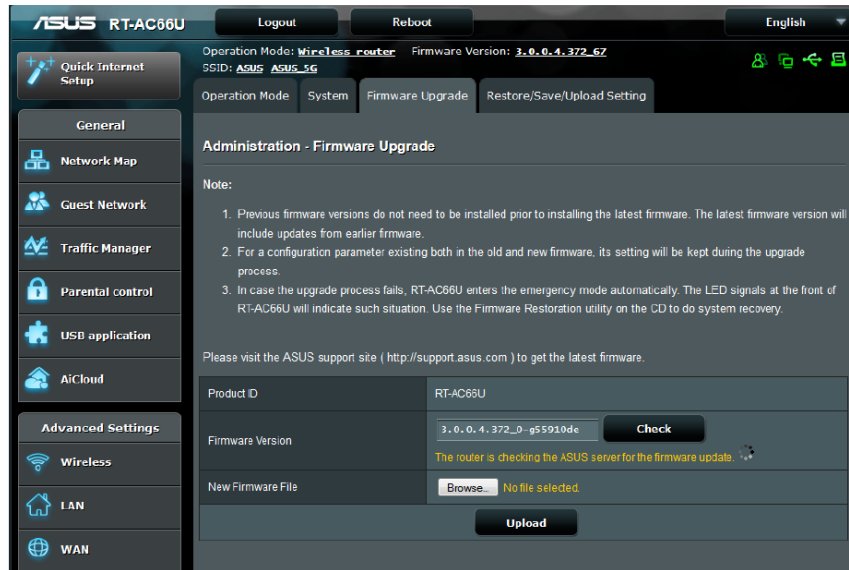 ASUS RT-AC66U
Logout
Reboot
English
Quick Internet
Setup
Operation Mode: Wireless router Firmware Version: 3.0.0.4.372_67
SSID: ASUS ASUS_5G
Operation Mode
System
Firmware Upgrade
Restore/Save/Upload Setting
General
Network Map
Guest Network
Traffic Manager
Parental control
USB application
AiCloud
Advanced Settings
Wireless
LAN
WAN
Administration - Firmware Upgrade
Note:
1. Previous firmware versions do not need to be installed prior to installing the latest firmware. The latest firmware version will
include updates from earlier firmware.
2. For a configuration parameter existing both in the old and new firmware, its setting will be kept during the upgrade
process.
3. In case the upgrade process fails, RT-AC66U enters the emergency mode automatically. The LED signals at the front of
RT-AC66U will indicate such situation. Use the Firmware Restoration utility on the CD to do system recovery.
Please visit the ASUS support site ( http://support.asus.com ) to get the latest firmware.
Product ID
RT-AC66U
Firmware Version
3.0.0.4.372_0-g55910de
Check
The router is checking the ASUS server for the firmware update.
New Firmware File
Browse... No file selected.
Upload